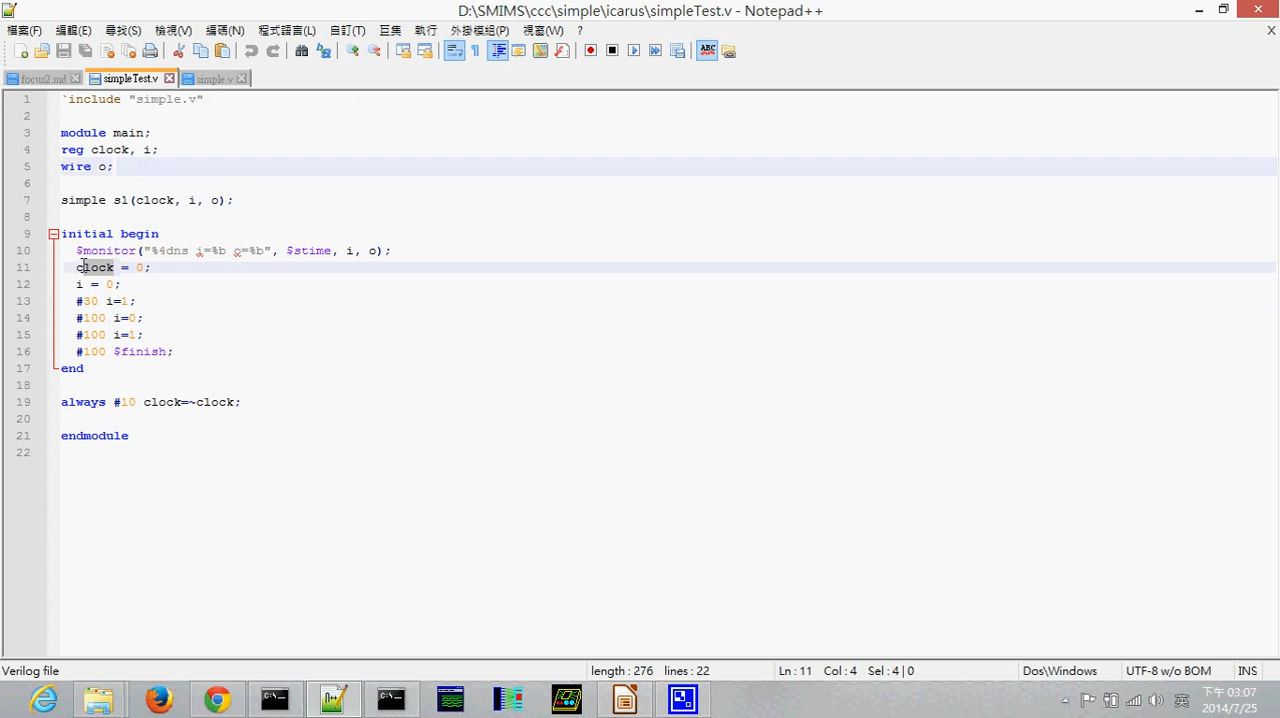 D:\SMIMS\ccc\simple\icarus\simpleTest.v - Notepad++
檔案(F) 編輯(E) 尋找(S) 檢視(V) 編碼(N) 程式語言(L) 自訂(T) 巨集 執行 外掛模組(P) 視窗(W) ? X
ABC
focus2.md simpleTest.v simple.v
1 `include "simple.v"
2
3 module main;
4 reg clock, i;
5 wire o;
6
7 simple s1(clock, i, o);
8
9 initial begin
10 $monitor("%4dns i=%b o=%b", $stime, i, o);
11 clock = 0;
12 i = 0;
13 #30 i=1;
14 #100 i=0;
15 #100 i=1;
16 #100 $finish;
17 end
18
19 always #10 clock=~clock;
20
21 endmodule
22
Verilog file length : 276 lines : 22 Ln : 11 Col : 4 Sel : 4 | 0 Dos\Windows UTF-8 w/o BOM INS
英 下午 03:07
2014/7/25